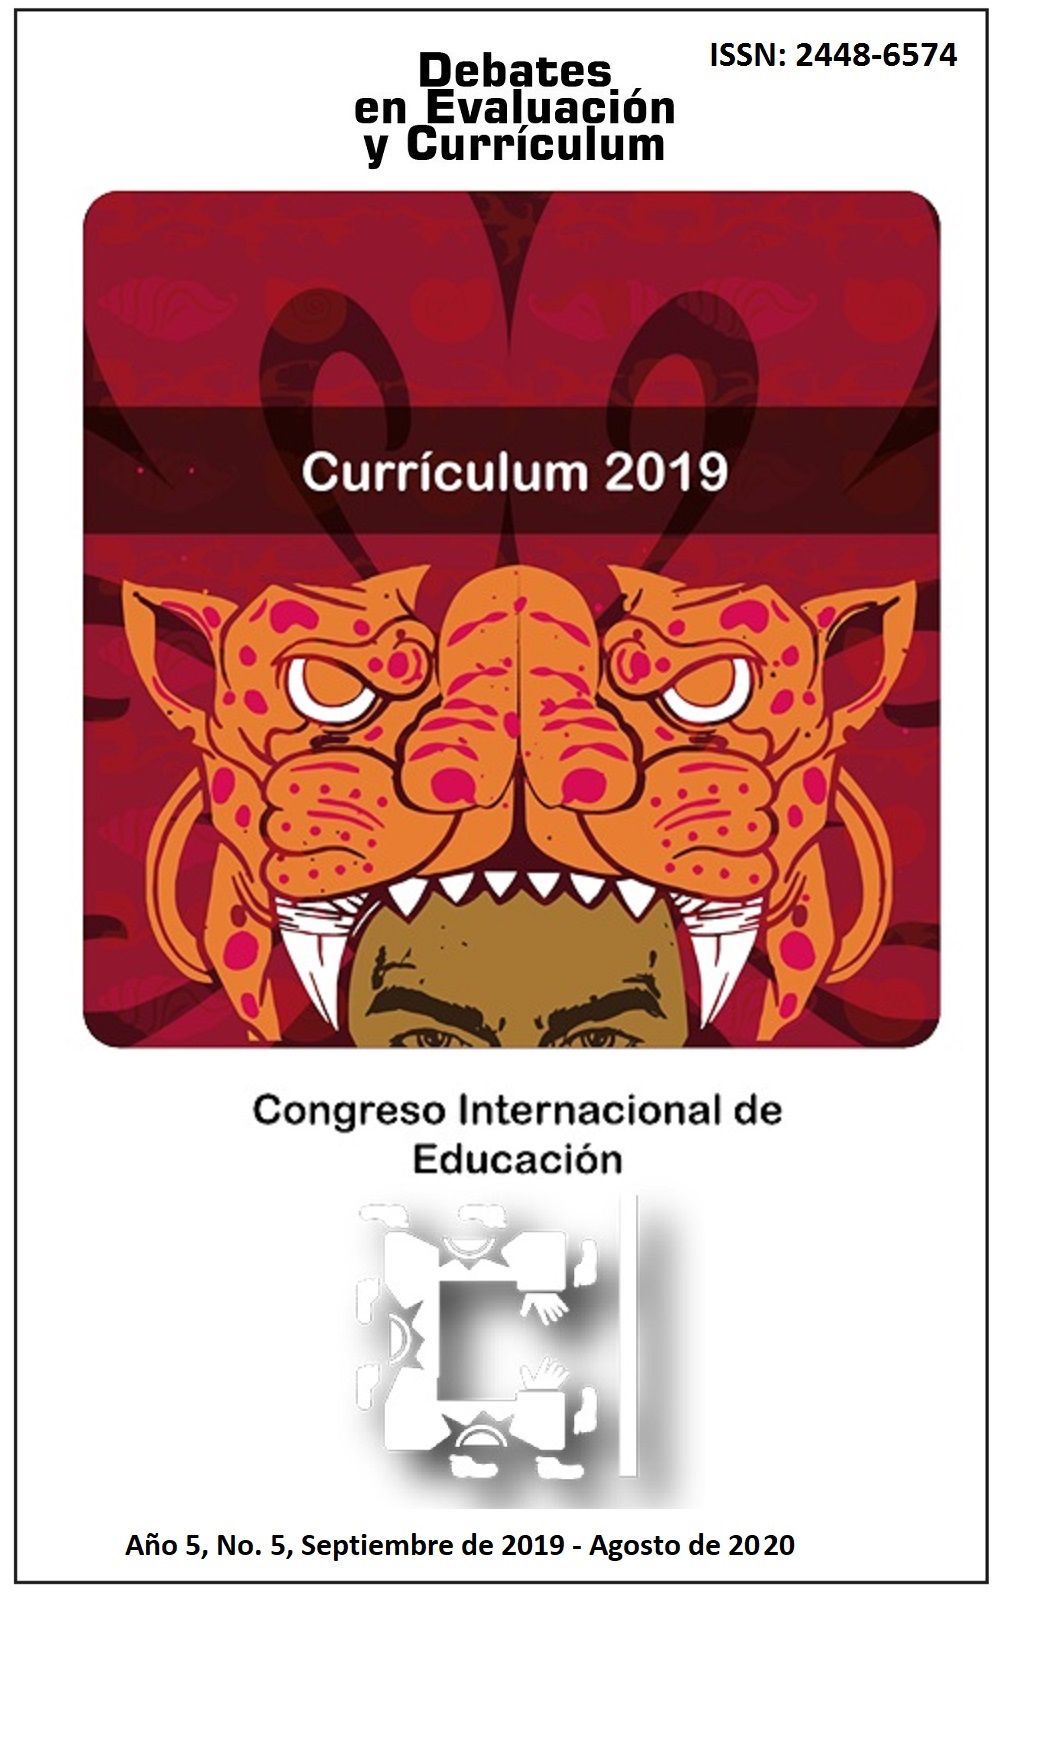 ISSN: 2448-6574
Debates
en Evaluación
y Currículum
Currículum 2019
Congreso Internacional de
Educación
Año 5, No. 5, Septiembre de 2019 - Agosto de 2020